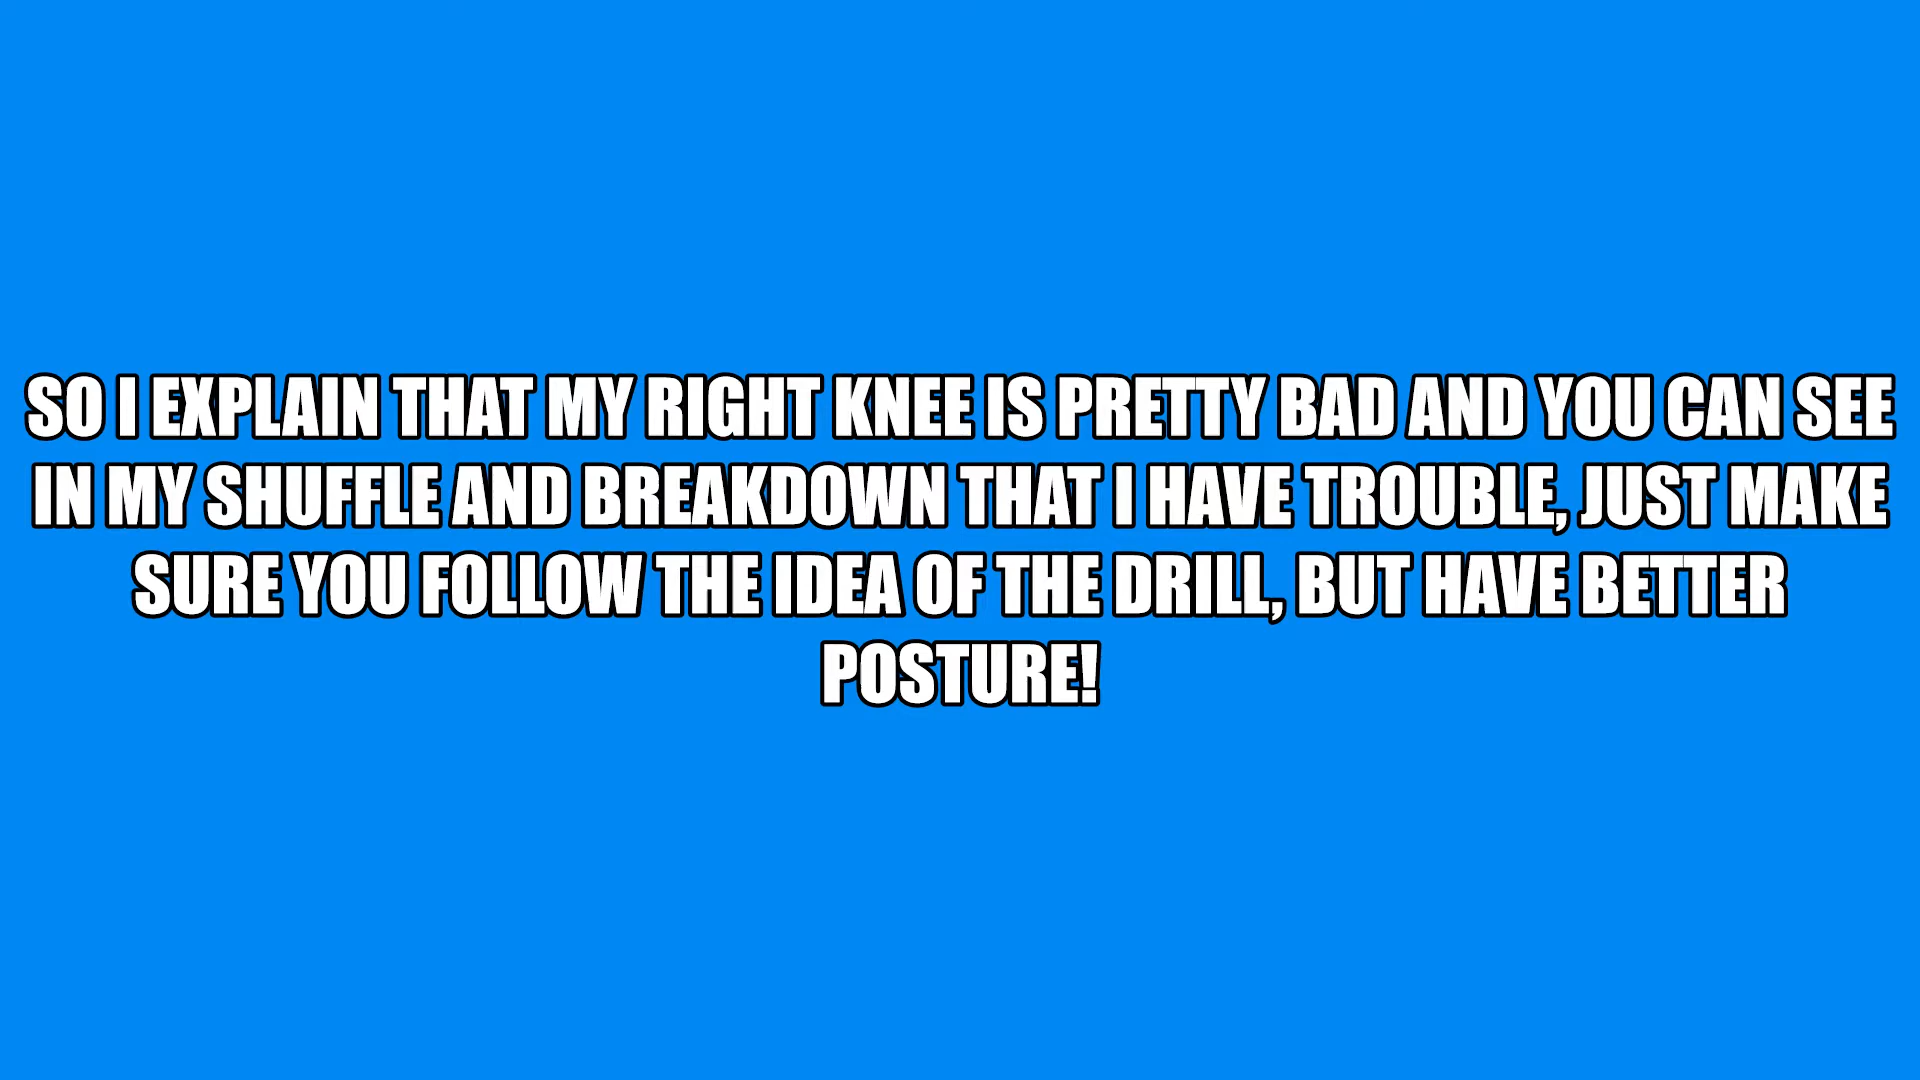 SO I EXPLAIN THAT MY RIGHT KNEE IS PRETTY BAD AND YOU CAN SEE
IN MY SHUFFLE AND BREAKDOWN THAT I HAVE TROUBLE, JUST MAKE
SURE YOU FOLLOW THE IDEA OF THE DRILL, BUT HAVE BETTER
POSTURE!